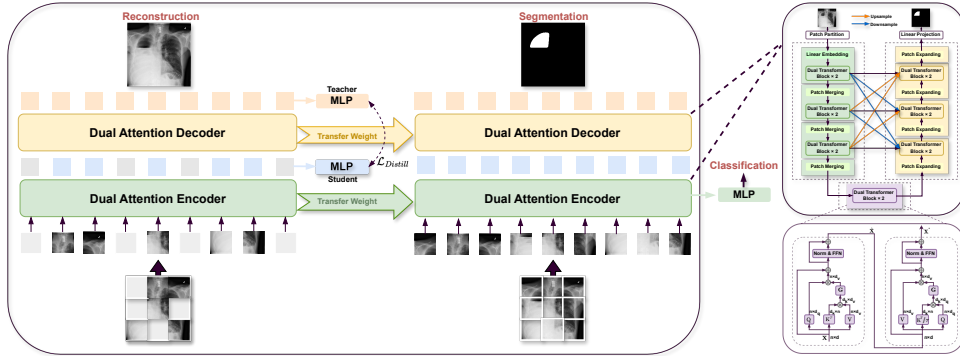 Reconstruction
Segmentation
Teacher
MLP
Dual Attention Decoder
Transfer Weight
Dual Attention Decoder
ℒDistill
MLP
Student
Dual Attention Encoder
Transfer Weight
Dual Attention Encoder
Classification
MLP
Upsample
Downsample
Patch Partition
Linear Projection
Linear Embedding
Patch Expanding
Dual Transformer
Block × 2
Dual Transformer
Block × 2
Patch Merging
Patch Expanding
Dual Transformer
Block × 2
Dual Transformer
Block × 2
Patch Merging
Patch Expanding
Dual Transformer
Block × 2
Dual Transformer
Block × 2
Patch Merging
Patch Expanding
Dual Transformer
Block × 2
Norm & FFN
Norm & FFN
G
G
Q
V
V
Q
X
n×d
n×d